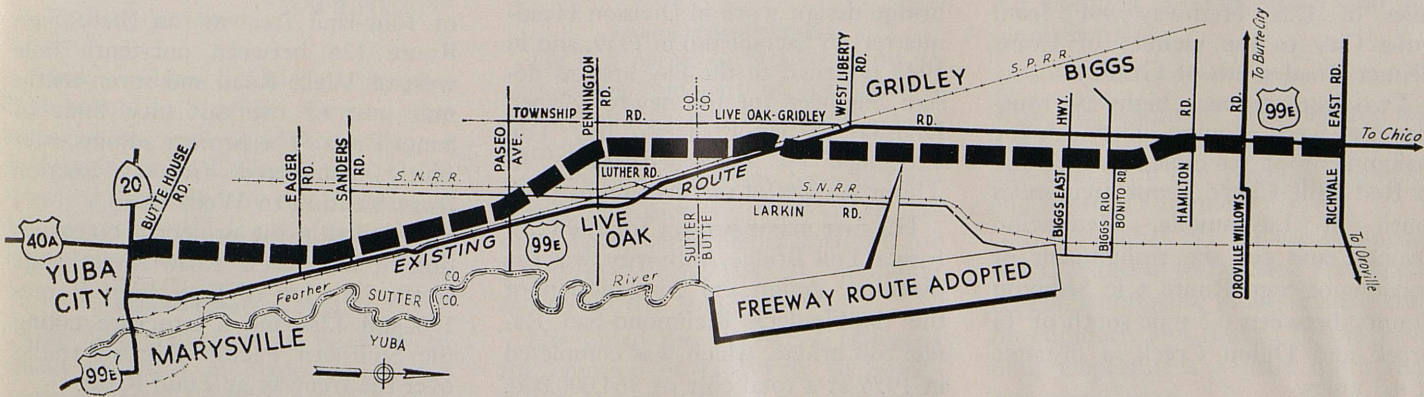 40A
20
BUTTE HOUSE
RD.
YUBA
CITY
99E
MARYSVILLE
EAGER
RD.
SANDERS
RD.
S.N.R.R.
EXISTING
ROUTE
Feather
River
SUTTER
CO.
CO.
YUBA
PASEO
AVE.
TOWNSHIP
RD.
PENNINGTON
RD.
LUTHER RD.
99E
LIVE
OAK
CO.
CO.
SUTTER
BUTTE
LIVE OAK-GRIDLEY
RD.
WEST LIBERTY
RD.
GRIDLEY
S.P.R.R.
BIGGS
S.N.R.R.
LARKIN
RD.
FREEWAY ROUTE ADOPTED
BIGGS EAST
HWY.
BIGGS RIO
BONITO RD.
HAMILTON
RD.
OROVILLE WILLOWS
RD.
To Butte City
99E
RICHVALE
EAST RD.
To Chico
To Oroville